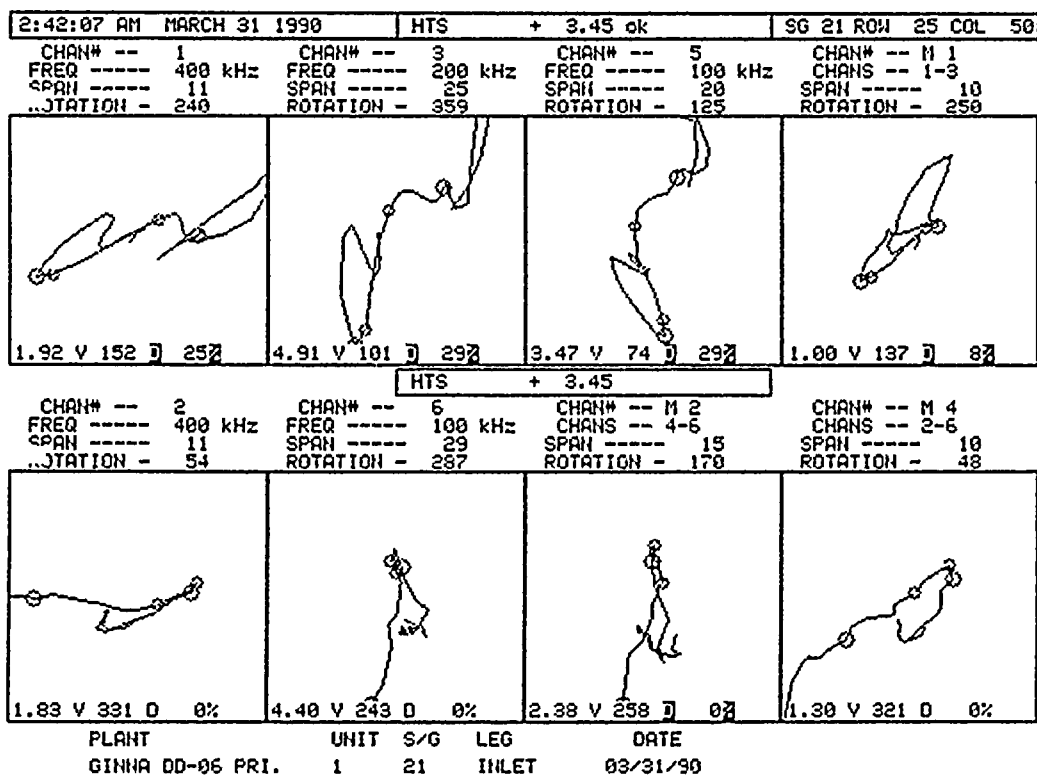 2:42:07 AM MARCH 31 1990 HTS + 3.45 ok SG 21 ROW 25 COL 50
CHAN# -- 1 CHAN# -- 3 CHAN# -- 5 CHAN# -- M 1
FREQ ----- 400 kHz FREQ ----- 200 kHz FREQ ----- 100 kHz CHANS -- 1-3
SPAN ----- 11 SPAN ----- 25 SPAN ----- 20 SPAN ----- 10
..OTATION - 240 ROTATION - 359 ROTATION - 125 ROTATION - 250
1.92 V 152 D 25% 4.91 V 101 D 29% 3.47 V 74 D 29% 1.00 V 137 D 8%
HTS + 3.45
CHAN# -- 2 CHAN# -- 6 CHAN# -- M 2 CHAN# -- M 4
FREQ ----- 400 kHz FREQ ----- 100 kHz CHANS -- 4-6 CHANS -- 2-6
SPAN ----- 11 SPAN ----- 29 SPAN ----- 15 SPAN ----- 10
..OTATION - 54 ROTATION - 287 ROTATION - 170 ROTATION - 48
1.83 V 331 D 0% 4.40 V 243 D 0% 2.38 V 258 D 0% 1.30 V 321 D 0%
PLANT UNIT S/G LEG DATE
GINNA DD-06 PRI. 1 21 INLET 03/31/90